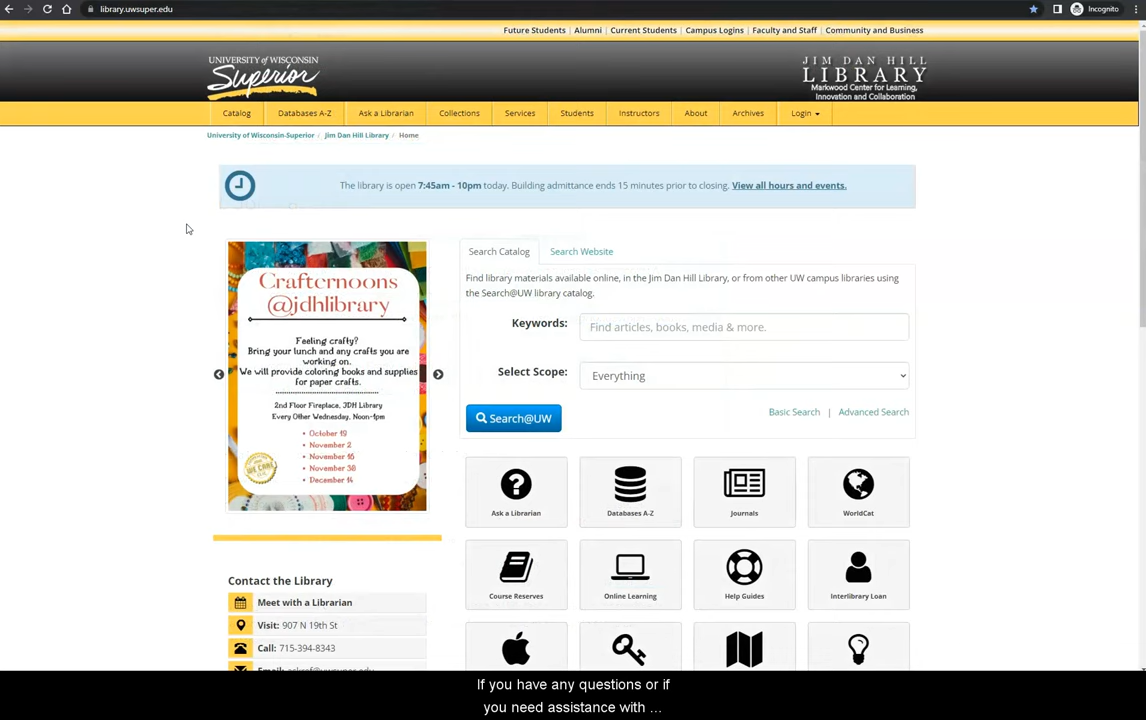 library.uwsuper.edu
Incognito
Future Students | Alumni | Current Students | Campus Logins | Faculty and Staff | Community and Business
UNIVERSITY OF WISCONSIN
Superior
JIM DAN HILL
LIBRARY
Markwood Center for Learning,
Innovation and Collaboration
Catalog Databases A-Z Ask a Librarian Collections Services Students Instructors About Archives Login
University of Wisconsin-Superior / Jim Dan Hill Library / Home
The library is open 7:45am - 10pm today. Building admittance ends 15 minutes prior to closing. View all hours and events.
Crafternoons
@jdhlibrary
Feeling crafty?
Bring your lunch and any crafts you are
working on.
We will provide coloring books and supplies
for paper crafts.
2nd Floor Fireplace, JDH Library
Every Other Wednesday, Noon-1pm
• October 19
• November 2
• November 16
• November 30
• December 14
WE CARE
Search Catalog Search Website
Find library materials available online, in the Jim Dan Hill Library, or from other UW campus libraries using
the Search@UW library catalog.
Keywords: Find articles, books, media & more.
Select Scope: Everything
Search@UW
Basic Search | Advanced Search
Ask a Librarian Databases A-Z Journals WorldCat
Course Reserves Online Learning Help Guides Interlibrary Loan
Contact the Library
Meet with a Librarian
Visit: 907 N 19th St
Call: 715-394-8343
Email: askref@uwsuper.edu
If you have any questions or if
you need assistance with ...